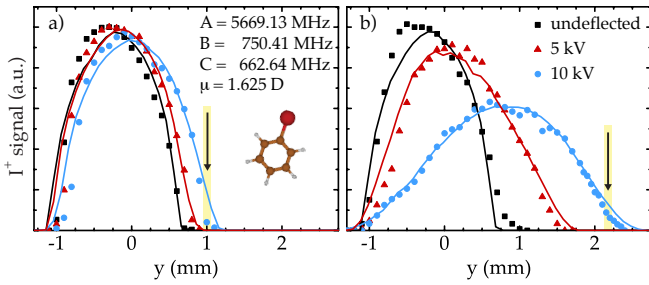 a)
A = 5669.13 MHz
B = 750.41 MHz
C = 662.64 MHz
μ = 1.625 D
b)
undeflected
5 kV
10 kV
I⁺ signal (a.u.)
-1 0 1 2
-1 0 1 2
y (mm)
y (mm)